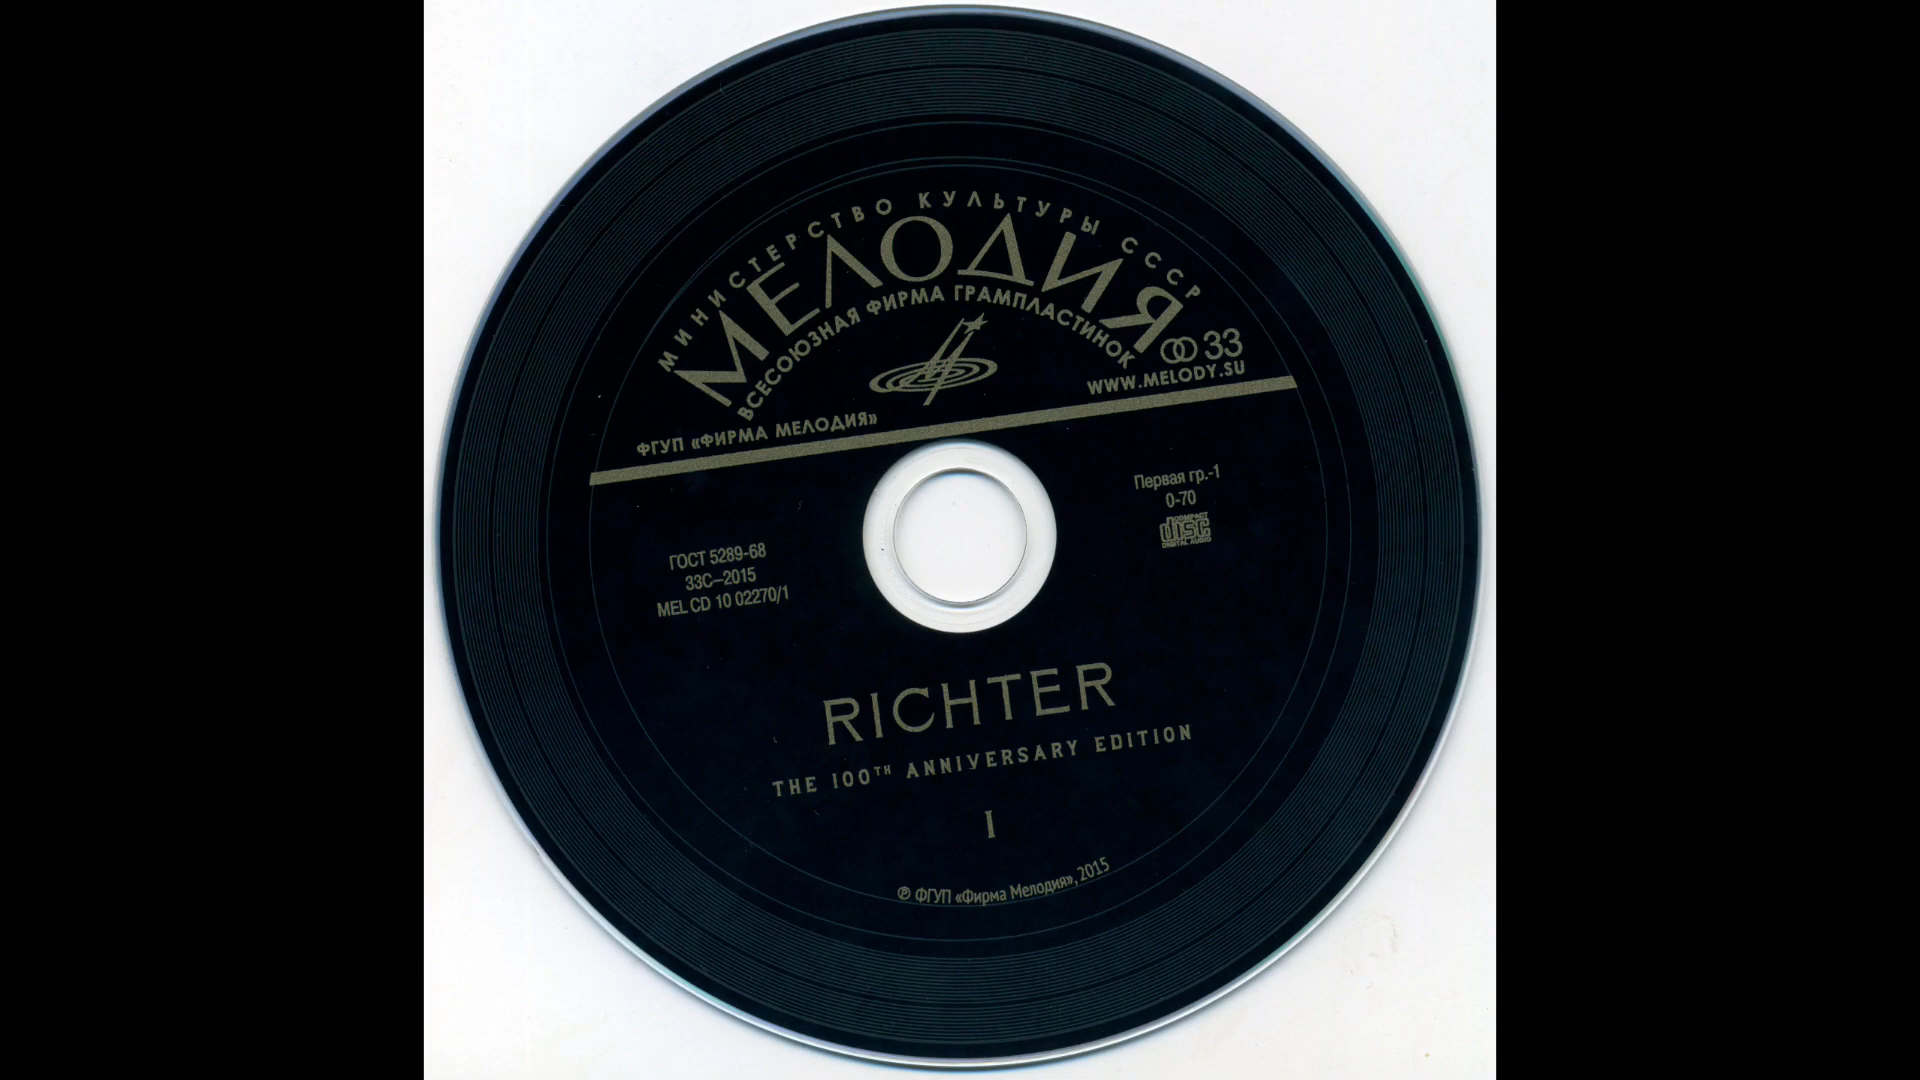 МИНИСТЕРСТВО КУЛЬТУРЫ СССР
МЕЛОДИЯ
ВСЕСОЮЗНАЯ ФИРМА ГРАМПЛАСТИНОК
33
WWW.MELODY.SU
ФГУП «ФИРМА МЕЛОДИЯ»
Первая гр.-1
0-70
COMPACT
disc
DIGITAL AUDIO
ГОСТ 5289-68
33С–2015
MEL CD 10 02270/1
RICHTER
THE 100TH ANNIVERSARY EDITION
I
℗ ФГУП «Фирма Мелодия», 2015